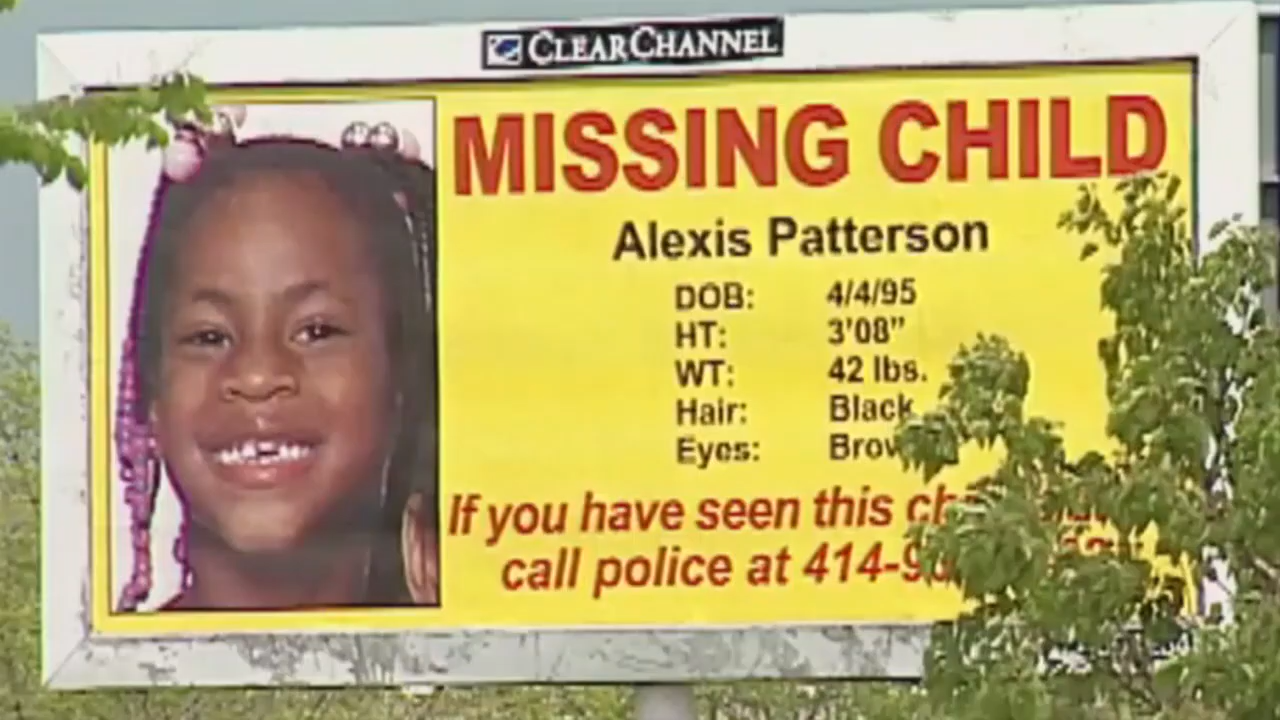 CLEARCHANNEL
MISSING CHILD
Alexis Patterson
DOB: 4/4/95
HT: 3'08"
WT: 42 lbs.
Hair: Black
Eyes:
If you have seen this
call police at